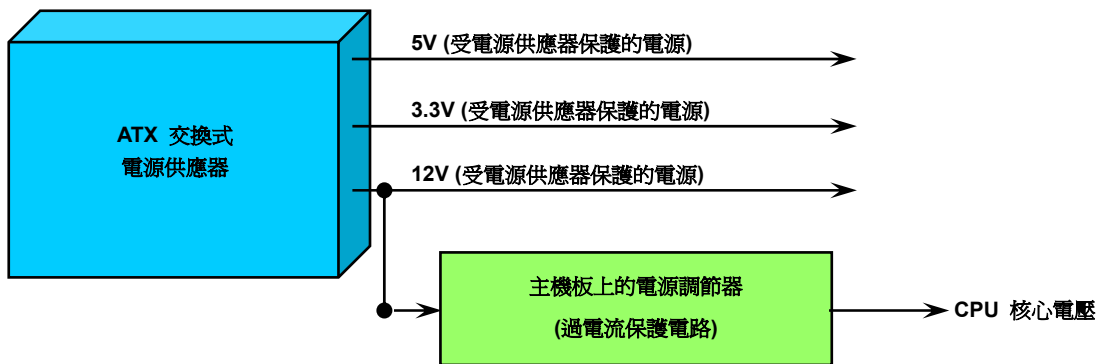 5V (受電源供應器保護的電源)
3.3V (受電源供應器保護的電源)
ATX 交換式
電源供應器
12V (受電源供應器保護的電源)
主機板上的電源調節器
(過電流保護電路)
CPU 核心電壓